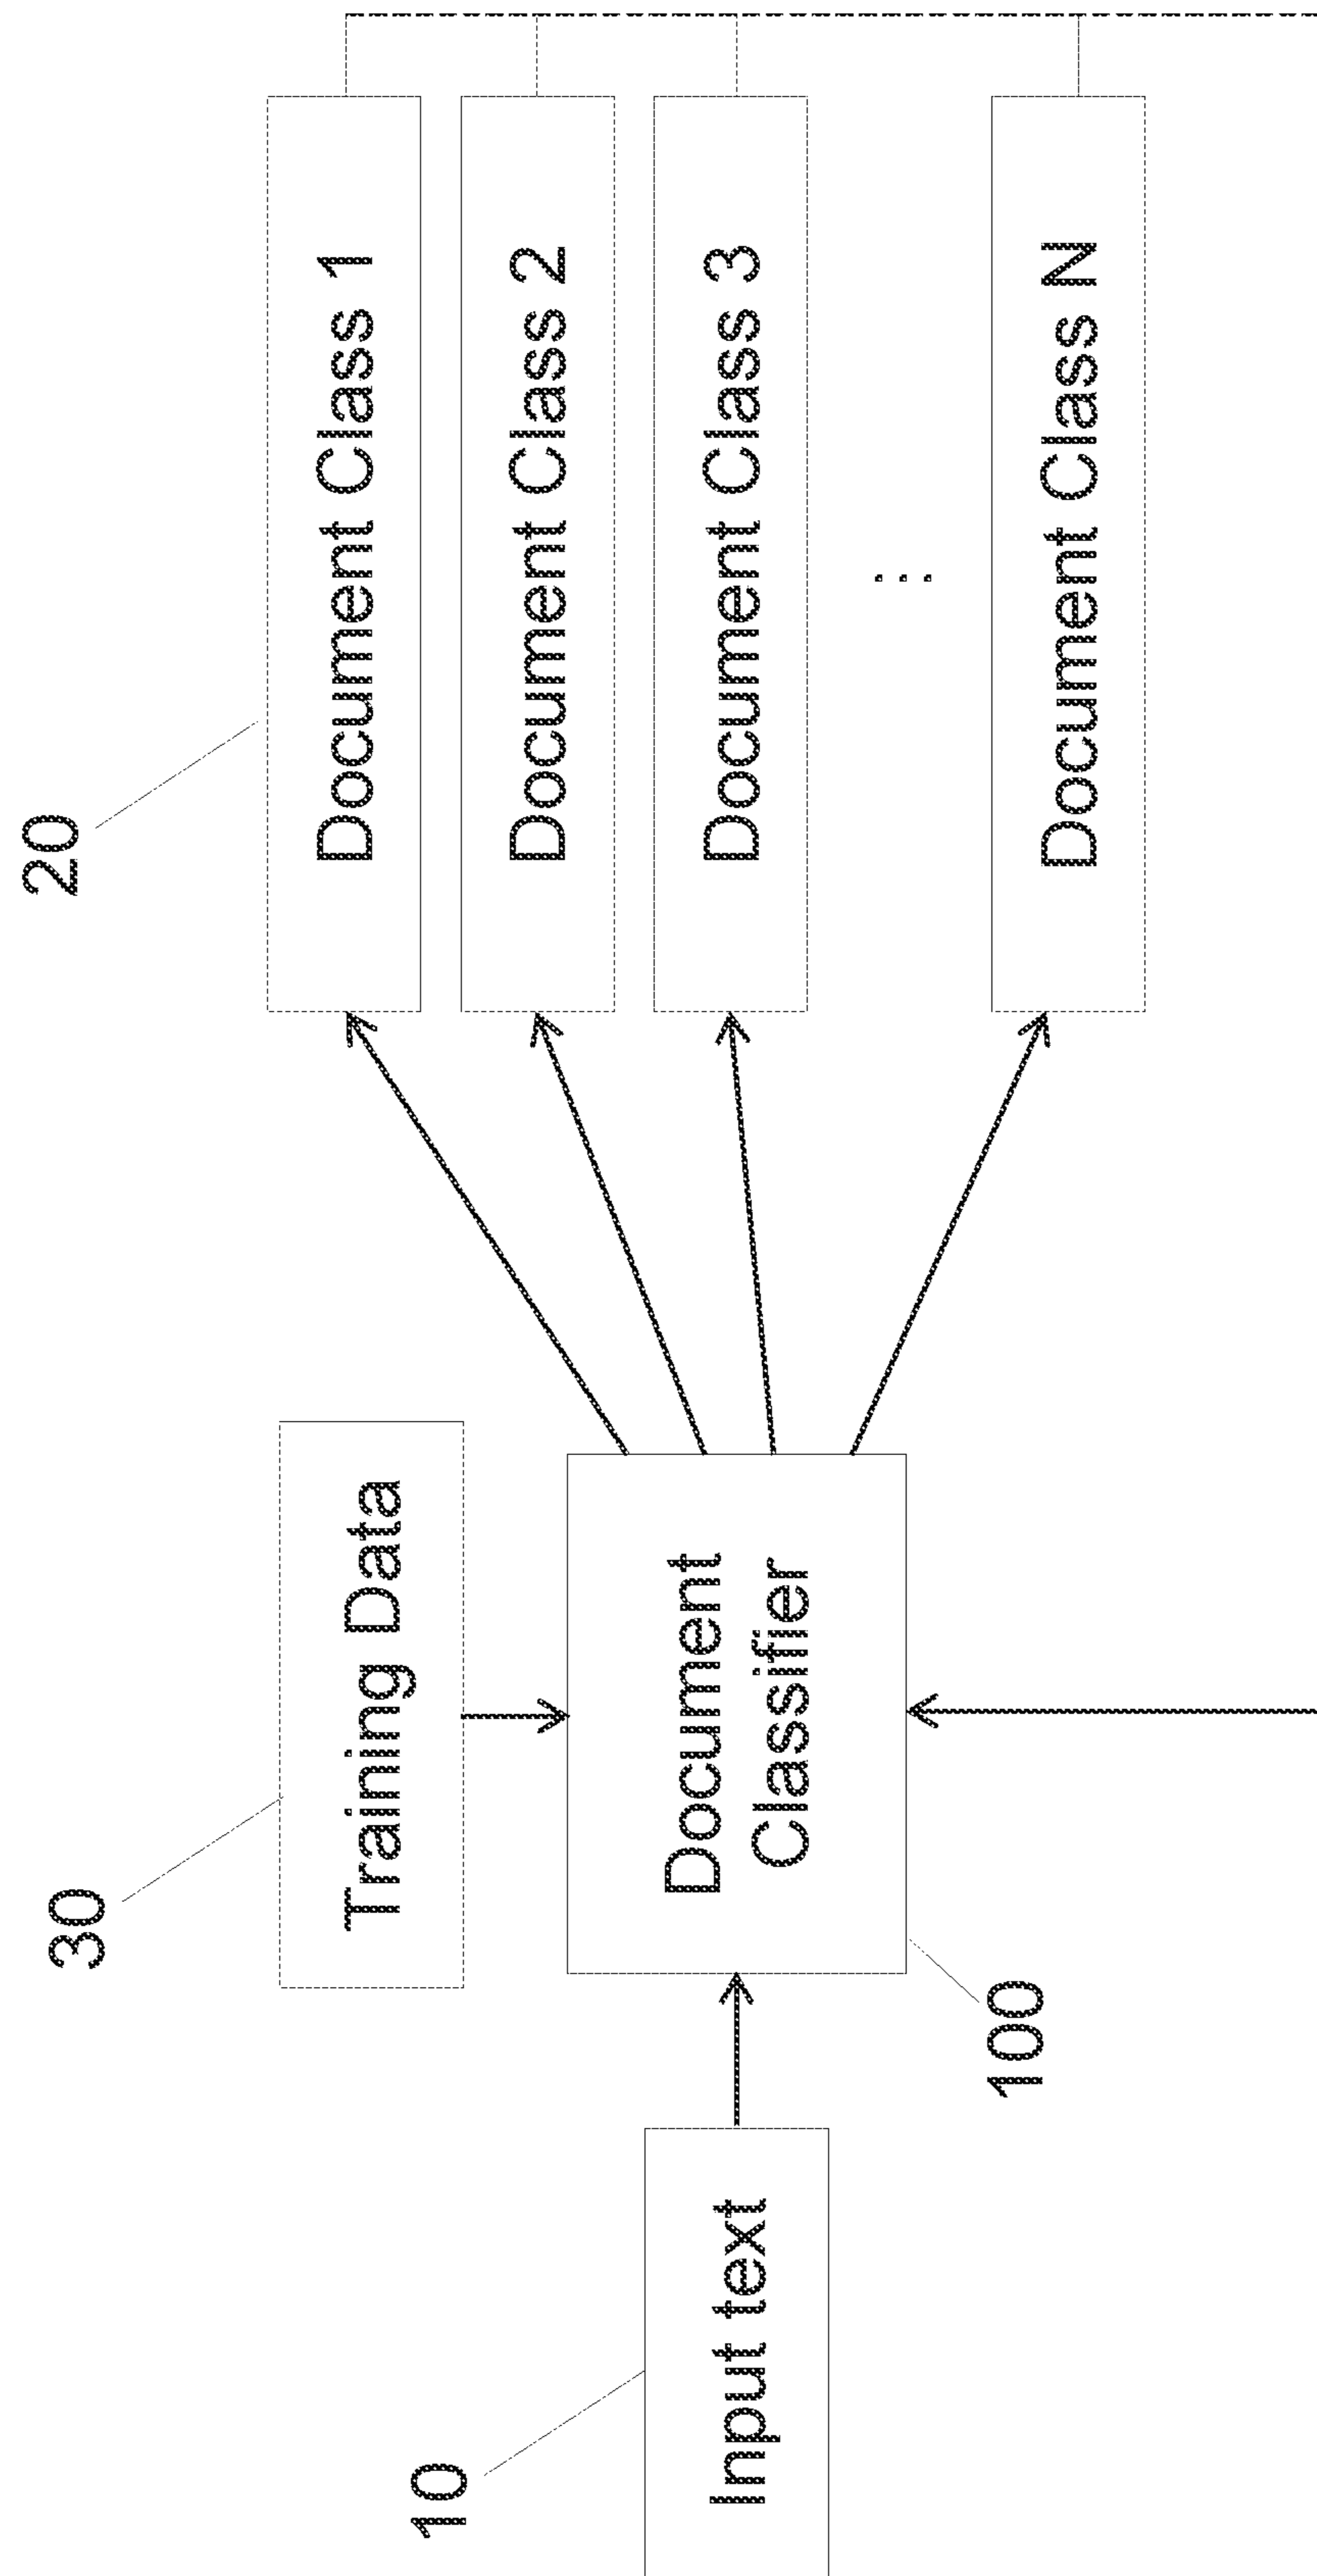 20
Document Class 1
Document Class 2
Document Class 3
...
Document Class N
30
Training Data
Document
Classifier
100
10
Input text